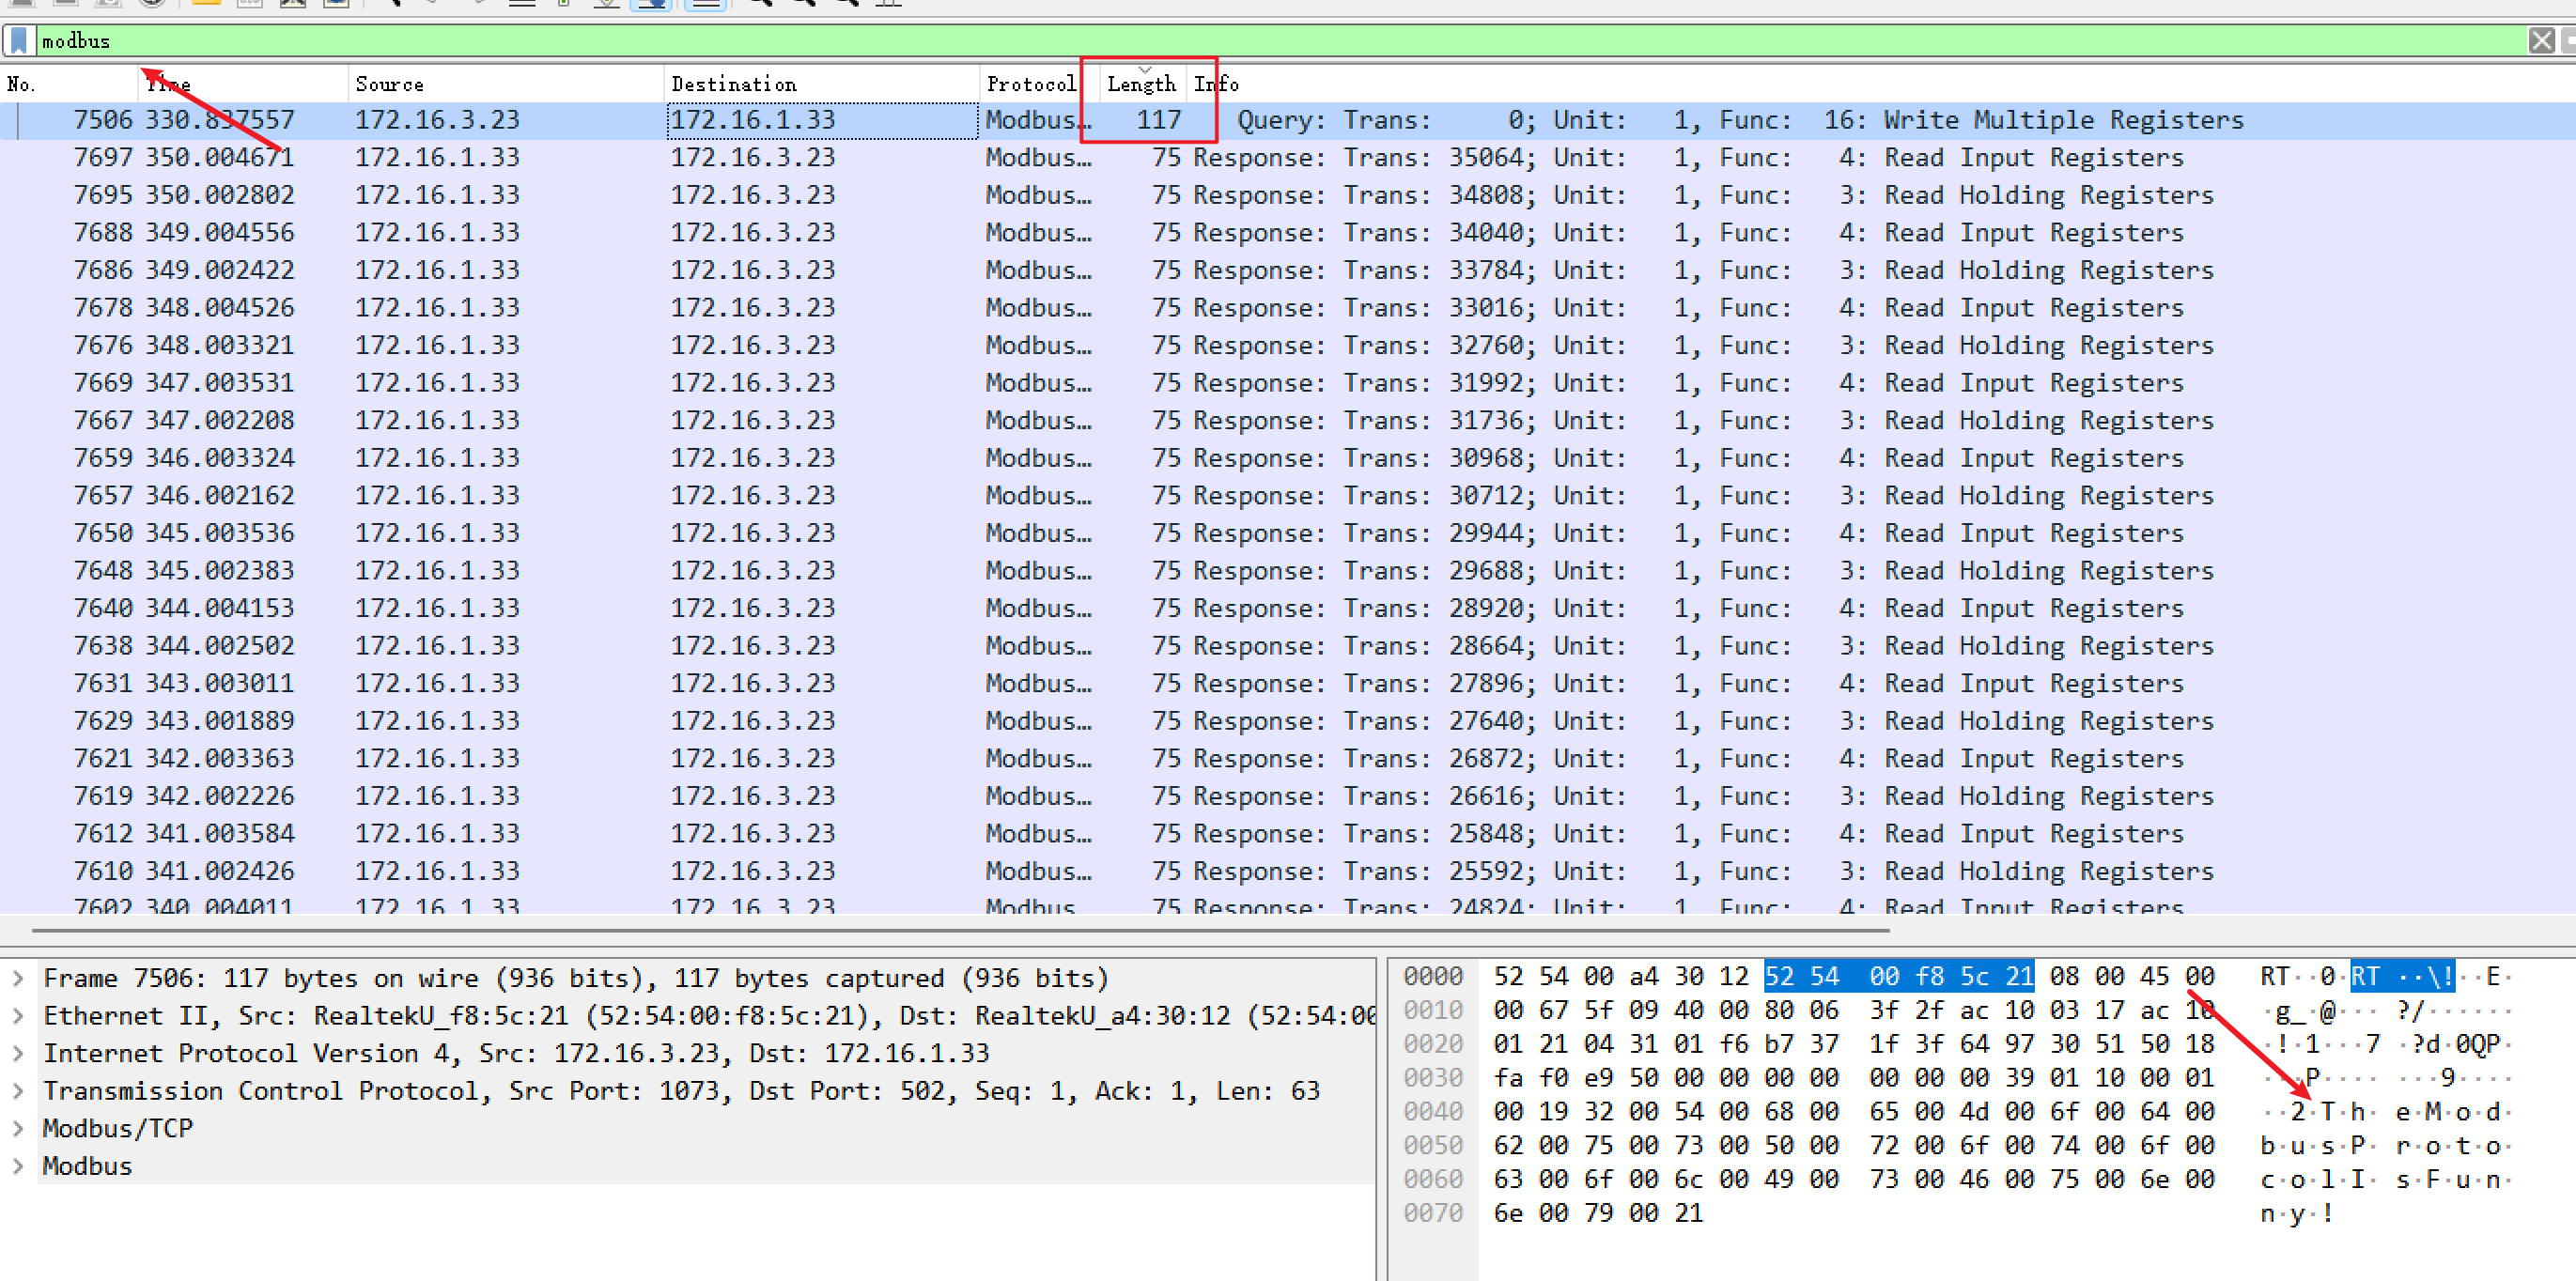 modbus
No. Time Source Destination Protocol Length Info
7506 330.837557 172.16.3.23 172.16.1.33 Modbus… 117 Query: Trans: 0; Unit: 1, Func: 16: Write Multiple Registers
7697 350.004671 172.16.1.33 172.16.3.23 Modbus… 75 Response: Trans: 35064; Unit: 1, Func: 4: Read Input Registers
7695 350.002802 172.16.1.33 172.16.3.23 Modbus… 75 Response: Trans: 34808; Unit: 1, Func: 3: Read Holding Registers
7688 349.004556 172.16.1.33 172.16.3.23 Modbus… 75 Response: Trans: 34040; Unit: 1, Func: 4: Read Input Registers
7686 349.002422 172.16.1.33 172.16.3.23 Modbus… 75 Response: Trans: 33784; Unit: 1, Func: 3: Read Holding Registers
7678 348.004526 172.16.1.33 172.16.3.23 Modbus… 75 Response: Trans: 33016; Unit: 1, Func: 4: Read Input Registers
7676 348.003321 172.16.1.33 172.16.3.23 Modbus… 75 Response: Trans: 32760; Unit: 1, Func: 3: Read Holding Registers
7669 347.003531 172.16.1.33 172.16.3.23 Modbus… 75 Response: Trans: 31992; Unit: 1, Func: 4: Read Input Registers
7667 347.002208 172.16.1.33 172.16.3.23 Modbus… 75 Response: Trans: 31736; Unit: 1, Func: 3: Read Holding Registers
7659 346.003324 172.16.1.33 172.16.3.23 Modbus… 75 Response: Trans: 30968; Unit: 1, Func: 4: Read Input Registers
7657 346.002162 172.16.1.33 172.16.3.23 Modbus… 75 Response: Trans: 30712; Unit: 1, Func: 3: Read Holding Registers
7650 345.003536 172.16.1.33 172.16.3.23 Modbus… 75 Response: Trans: 29944; Unit: 1, Func: 4: Read Input Registers
7648 345.002383 172.16.1.33 172.16.3.23 Modbus… 75 Response: Trans: 29688; Unit: 1, Func: 3: Read Holding Registers
7640 344.004153 172.16.1.33 172.16.3.23 Modbus… 75 Response: Trans: 28920; Unit: 1, Func: 4: Read Input Registers
7638 344.002502 172.16.1.33 172.16.3.23 Modbus… 75 Response: Trans: 28664; Unit: 1, Func: 3: Read Holding Registers
7631 343.003011 172.16.1.33 172.16.3.23 Modbus… 75 Response: Trans: 27896; Unit: 1, Func: 4: Read Input Registers
7629 343.001889 172.16.1.33 172.16.3.23 Modbus… 75 Response: Trans: 27640; Unit: 1, Func: 3: Read Holding Registers
7621 342.003363 172.16.1.33 172.16.3.23 Modbus… 75 Response: Trans: 26872; Unit: 1, Func: 4: Read Input Registers
7619 342.002226 172.16.1.33 172.16.3.23 Modbus… 75 Response: Trans: 26616; Unit: 1, Func: 3: Read Holding Registers
7612 341.003584 172.16.1.33 172.16.3.23 Modbus… 75 Response: Trans: 25848; Unit: 1, Func: 4: Read Input Registers
7610 341.002426 172.16.1.33 172.16.3.23 Modbus… 75 Response: Trans: 25592; Unit: 1, Func: 3: Read Holding Registers
7602 340.004011 172.16.1.33 172.16.3.23 Modbus 75 Response: Trans: 24824; Unit: 1, Func: 4: Read Input Registers
Frame 7506: 117 bytes on wire (936 bits), 117 bytes captured (936 bits)
Ethernet II, Src: RealtekU_f8:5c:21 (52:54:00:f8:5c:21), Dst: RealtekU_a4:30:12 (52:54:00
Internet Protocol Version 4, Src: 172.16.3.23, Dst: 172.16.1.33
Transmission Control Protocol, Src Port: 1073, Dst Port: 502, Seq: 1, Ack: 1, Len: 63
Modbus/TCP
Modbus
0000 52 54 00 a4 30 12 52 54 00 f8 5c 21 08 00 45 00 RT··0·RT ··\!··E·
0010 00 67 5f 09 40 00 80 06 3f 2f ac 10 03 17 ac 10 ·g_·@··· ?/······
0020 01 21 04 31 01 f6 b7 37 1f 3f 64 97 30 51 50 18 ·!·1···7 ·?d·0QP·
0030 fa f0 e9 50 00 00 00 00 00 00 00 39 01 10 00 01 ···P···· ···9····
0040 00 19 32 00 54 00 68 00 65 00 4d 00 6f 00 64 00 ··2·T·h· e·M·o·d·
0050 62 00 75 00 73 00 50 00 72 00 6f 00 74 00 6f 00 b·u·s·P· r·o·t·o·
0060 63 00 6f 00 6c 00 49 00 73 00 46 00 75 00 6e 00 c·o·l·I· s·F·u·n·
0070 6e 00 79 00 21 n·y·!